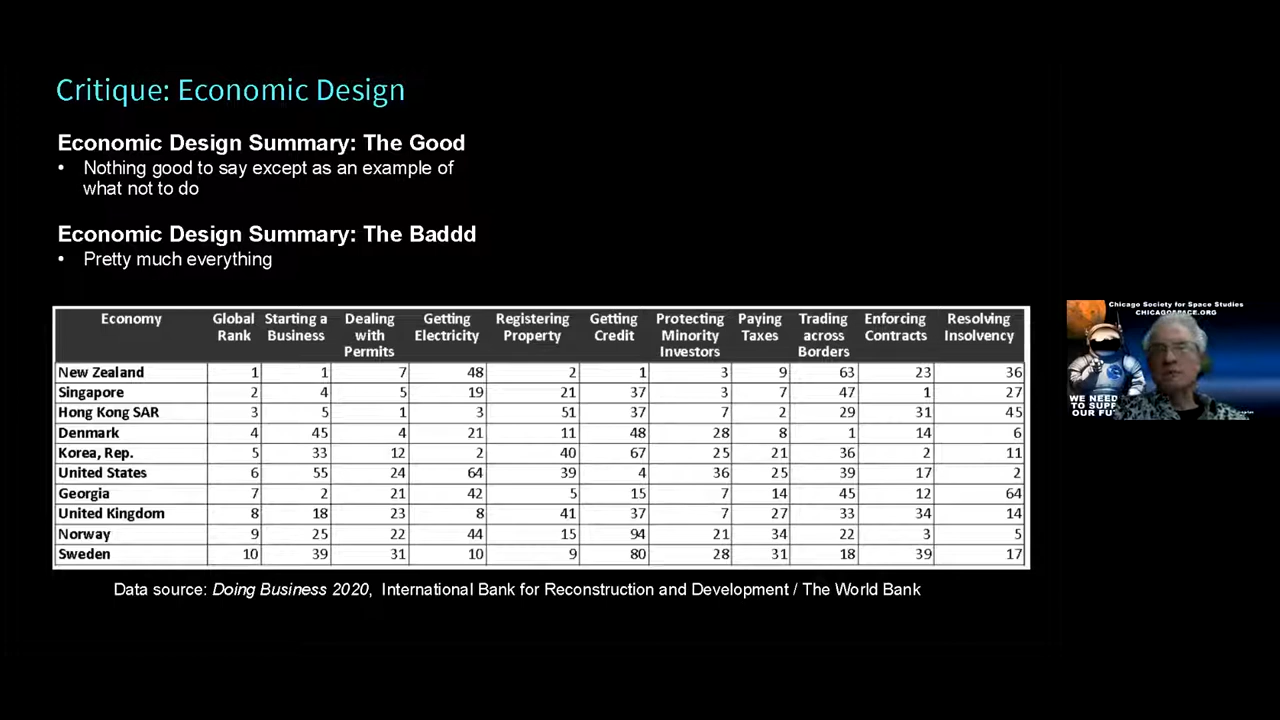 Critique: Economic Design
Economic Design Summary: The Good
• Nothing good to say except as an example of
what not to do
Economic Design Summary: The Baddd
• Pretty much everything
Economy Global Rank Starting a Business Dealing with Permits Getting Electricity Registering Property Getting Credit Protecting Minority Investors Paying Taxes Trading across Borders Enforcing Contracts Resolving Insolvency
New Zealand 1 1 7 48 2 1 3 9 63 23 36
Singapore 2 4 5 19 21 37 3 7 47 1 27
Hong Kong SAR 3 5 1 3 51 37 7 2 29 31 45
Denmark 4 45 4 21 11 48 28 8 1 14 6
Korea, Rep. 5 33 12 2 40 67 25 21 36 2 11
United States 6 55 24 64 39 4 36 25 39 17 2
Georgia 7 2 21 42 5 15 7 14 45 12 64
United Kingdom 8 18 23 8 41 37 7 27 33 34 14
Norway 9 25 22 44 15 94 21 34 22 3 5
Sweden 10 39 31 10 9 80 28 31 18 39 17
Data source: Doing Business 2020, International Bank for Reconstruction and Development / The World Bank
Chicago Society for Space Studies
CHICAGOSPACE.ORG
WE NEED
TO SUPP
OUR FU